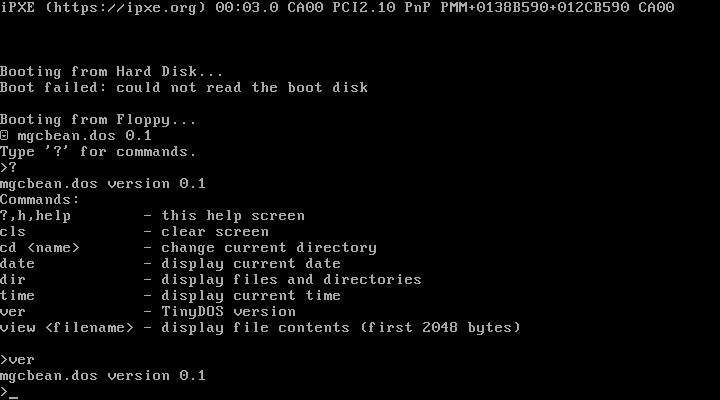 iPXE (https://ipxe.org) 00:03.0 CA00 PCI2.10 PnP PMM+0138B590+012CB590 CA00
Booting from Hard Disk...
Boot failed: could not read the boot disk
Booting from Floppy...
☺ mgcbean.dos 0.1
Type '?' for commands.
>?
mgcbean.dos version 0.1
Commands:
?,h,help        - this help screen
cls             - clear screen
cd <name>       - change current directory
date            - display current date
dir             - display files and directories
time            - display current time
ver             - TinyDOS version
view <filename> - display file contents (first 2048 bytes)
>ver
mgcbean.dos version 0.1
>_